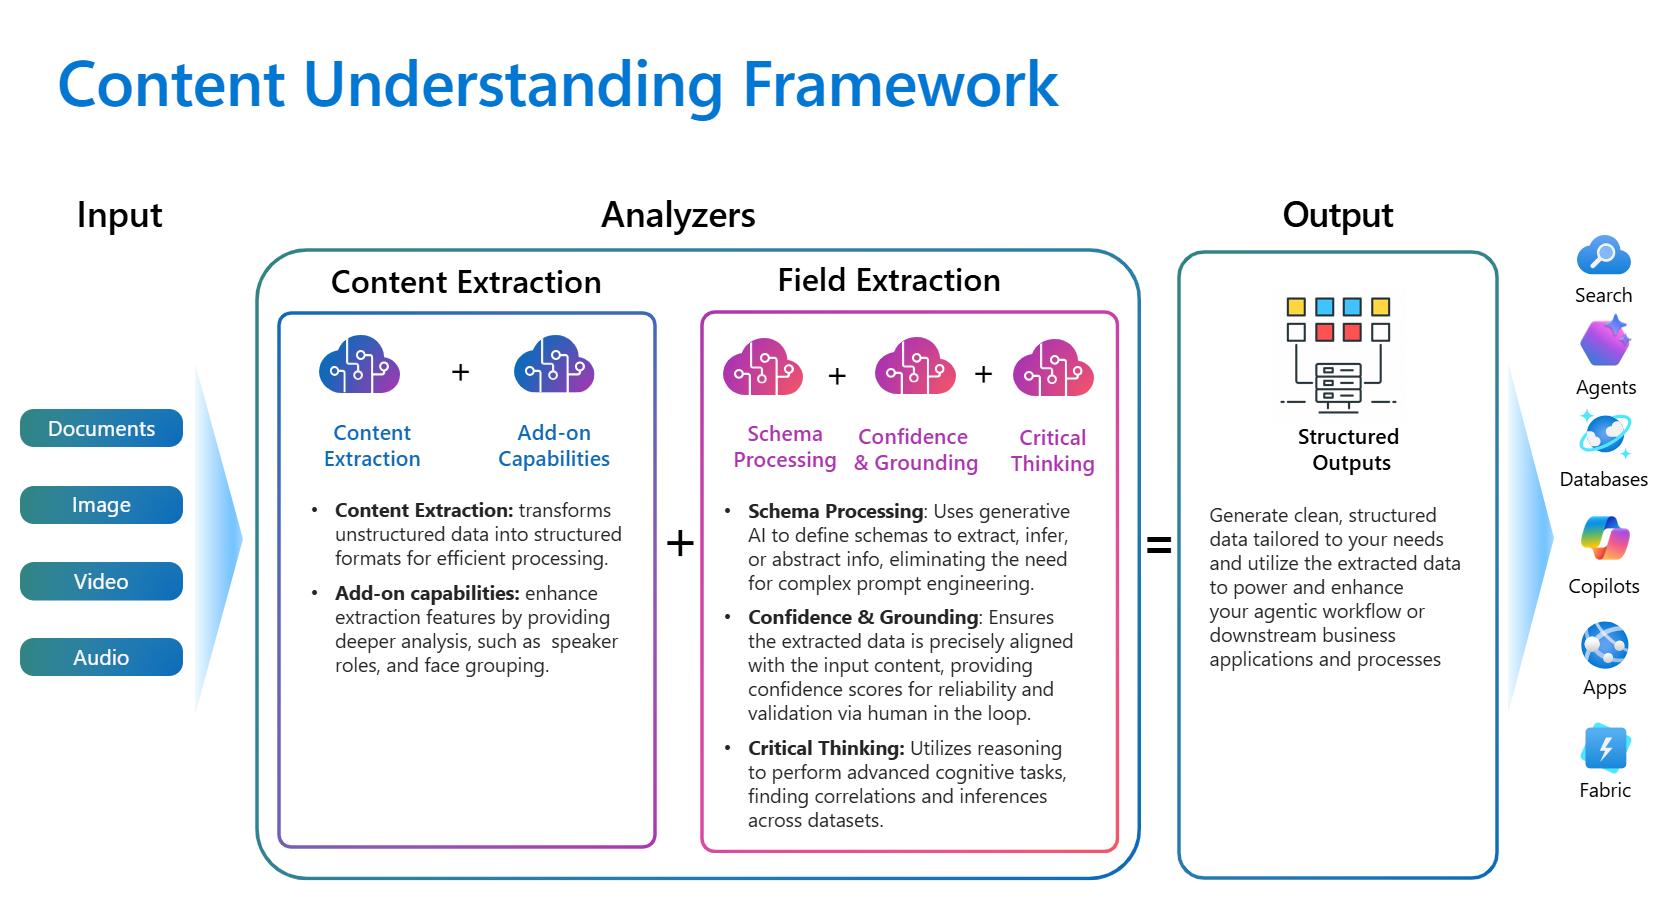 Content Understanding Framework
Input
Documents
Image
Video
Audio
Analyzers
Content Extraction
+
Content
Extraction
Add-on
Capabilities
• Content Extraction: transforms
unstructured data into structured
formats for efficient processing.
• Add-on capabilities: enhance
extraction features by providing
deeper analysis, such as speaker
roles, and face grouping.
+
Field Extraction
+
+
Schema
Processing
Confidence
& Grounding
Critical
Thinking
• Schema Processing: Uses generative
AI to define schemas to extract, infer,
or abstract info, eliminating the need
for complex prompt engineering.
• Confidence & Grounding: Ensures
the extracted data is precisely aligned
with the input content, providing
confidence scores for reliability and
validation via human in the loop.
• Critical Thinking: Utilizes reasoning
to perform advanced cognitive tasks,
finding correlations and inferences
across datasets.
=
Output
Structured
Outputs
Generate clean, structured
data tailored to your needs
and utilize the extracted data
to power and enhance
your agentic workflow or
downstream business
applications and processes
Search
Agents
Databases
Copilots
Apps
Fabric